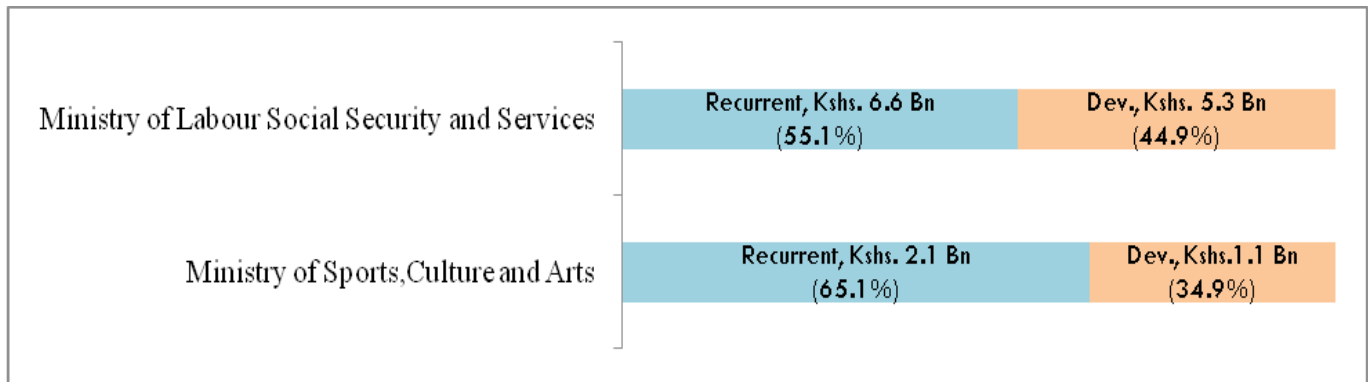 Ministry of Labour Social Security and Services
Recurrent, Kshs. 6.6 Bn
(55.1%)
Dev., Kshs. 5.3 Bn
(44.9%)
Ministry of Sports,Culture and Arts
Recurrent, Kshs. 2.1 Bn
(65.1%)
Dev., Kshs.1.1 Bn
(34.9%)